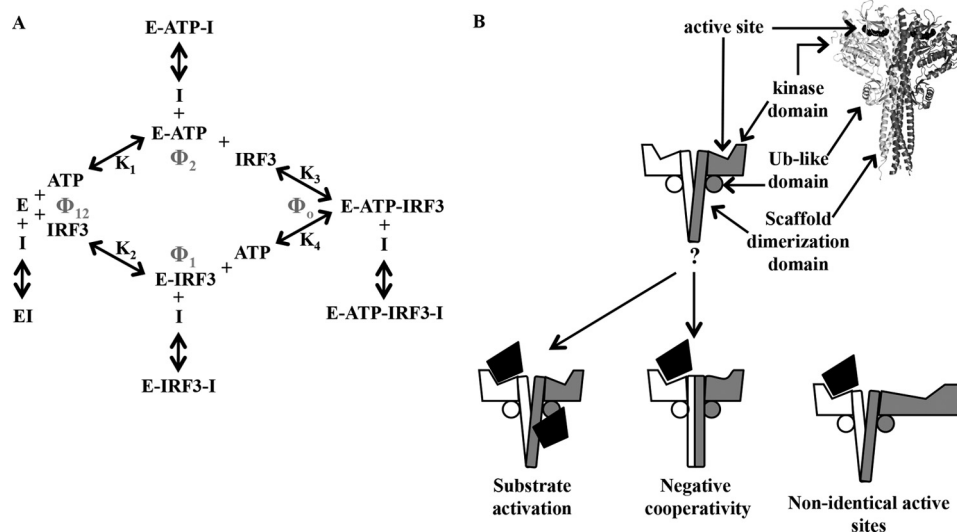 A
E-ATP-I
I
+
E-ATP
Φ2
+
IRF3
K1
K3
ATP
+
E
Φ12
+
+
IRF3
I
K2
Φo
E-ATP-IRF3
K4
+
I
Φ1
+
ATP
E-IRF3
+
I
EI
E-ATP-IRF3-I
E-IRF3-I
B
active site
kinase
domain
Ub-like
domain
Scaffold
dimerization
domain
?
Substrate
activation
Negative
cooperativity
Non-identical active
sites